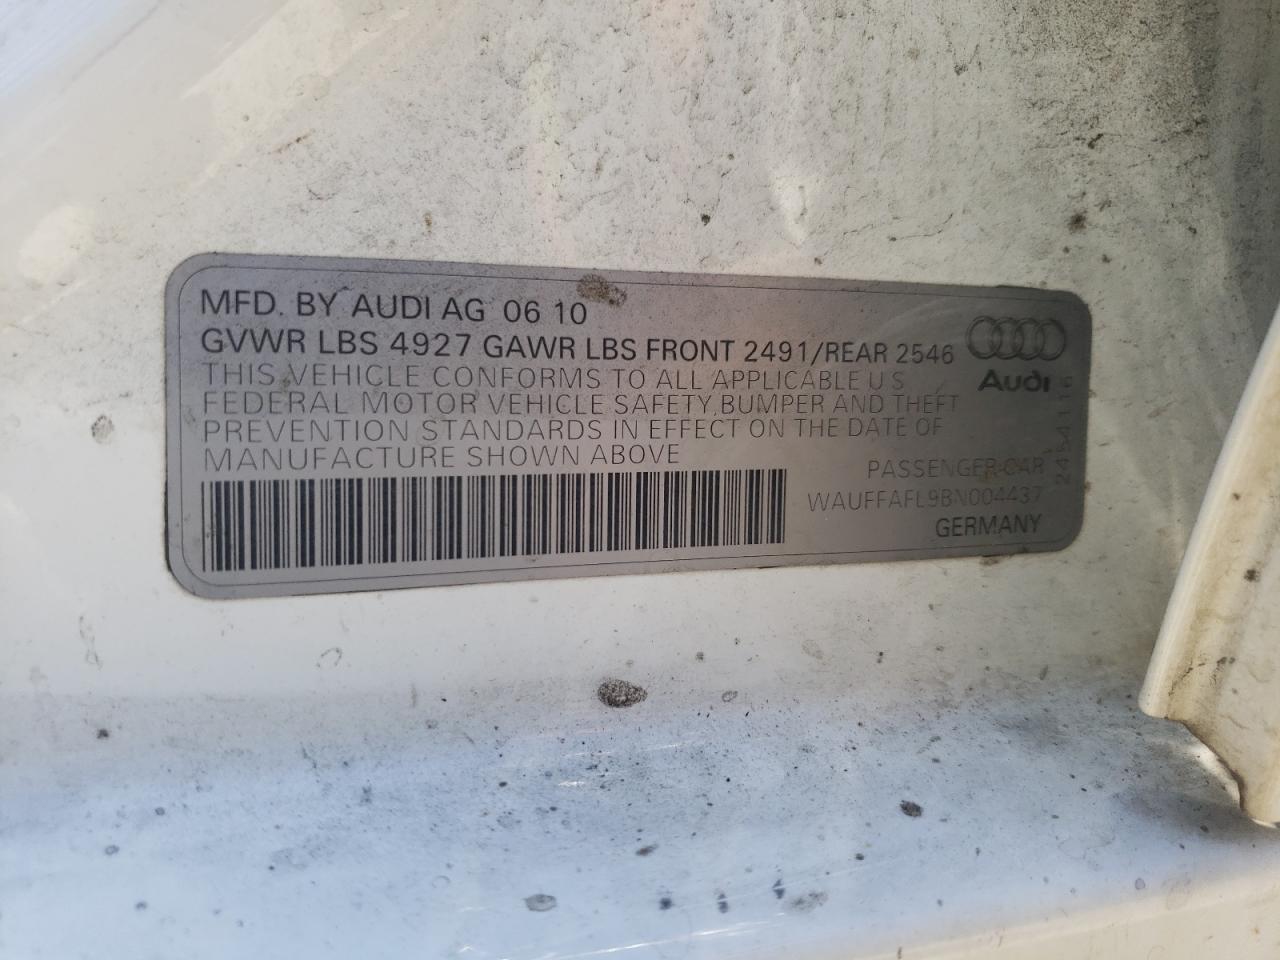 MFD. BY AUDI AG 06 10
GVWR LBS 4927 GAWR LBS FRONT 2491/REAR 2546
THIS VEHICLE CONFORMS TO ALL APPLICABLE U S
FEDERAL MOTOR VEHICLE SAFETY,BUMPER AND THEFT
PREVENTION STANDARDS IN EFFECT ON THE DATE OF
MANUFACTURE SHOWN ABOVE
Audi
PASSENGER CAR
WAUFFAFL9BN004437
GERMANY